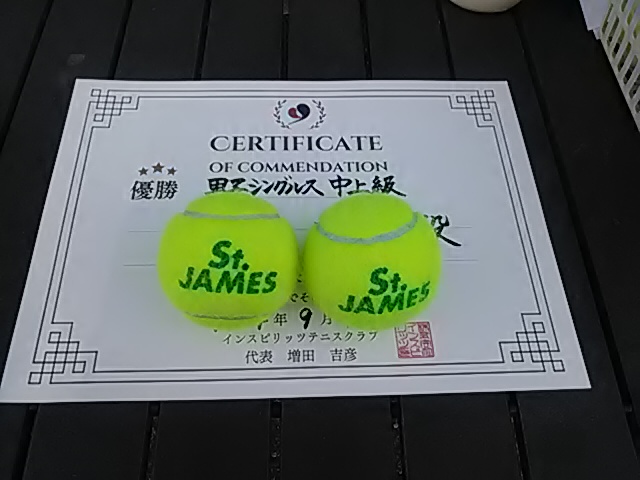 CERTIFICATE
OF COMMENDATION
優勝 男子シングルス 中上級
殿
St. JAMES
St. JAMES
年 9 月
インスピリッツテニスクラブ
代表 増田 吉彦